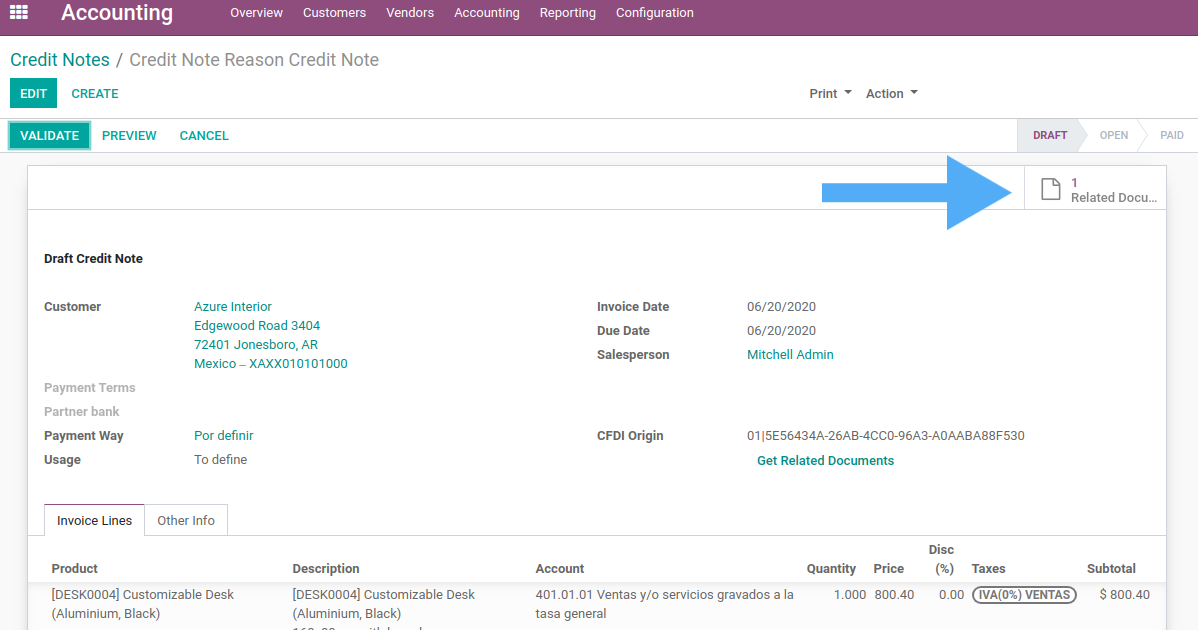 Accounting Overview Customers Vendors Accounting Reporting Configuration
Credit Notes / Credit Note Reason Credit Note
EDIT CREATE Print Action
VALIDATE PREVIEW CANCEL DRAFT OPEN PAID
1
Related Docu...
Draft Credit Note
Customer Azure Interior Invoice Date 06/20/2020
Edgewood Road 3404 Due Date 06/20/2020
72401 Jonesboro, AR Salesperson Mitchell Admin
Mexico – XAXX010101000
Payment Terms
Partner bank
Payment Way Por definir CFDI Origin 01|5E56434A-26AB-4CC0-96A3-A0AABA88F530
Usage To define Get Related Documents
Invoice Lines Other Info
Product Description Account Quantity Price Disc (%) Taxes Subtotal
[DESK0004] Customizable Desk [DESK0004] Customizable Desk 401.01.01 Ventas y/o servicios gravados a la 1.000 800.40 0.00 IVA(0%) VENTAS $ 800.40
(Aluminium, Black) (Aluminium, Black) tasa general